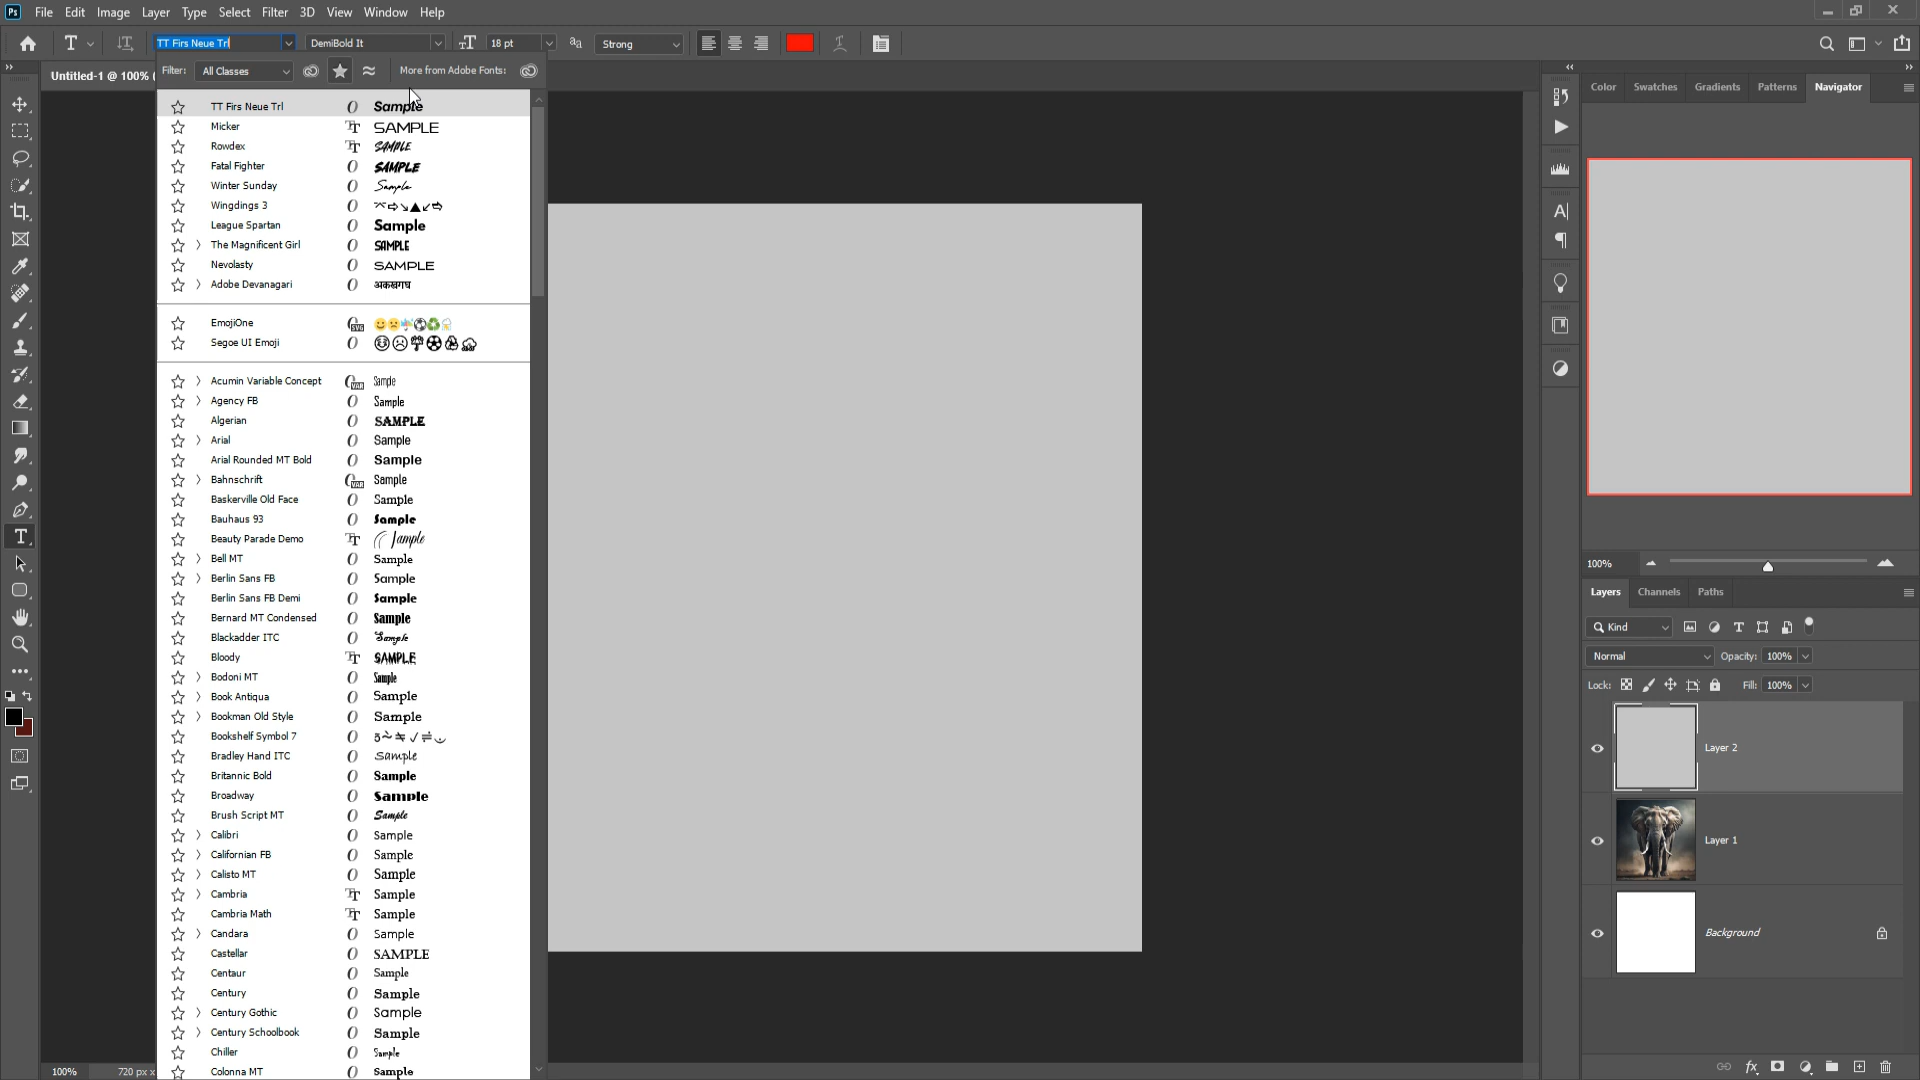 Ps File Edit Image Layer Type Select Filter 3D View Window Help
TT Firs Neue Trl DemiBold It 18 pt Strong
Filter: All Classes More from Adobe Fonts:
Untitled-1 @ 100% (
TT Firs Neue Trl Sample
Micker SAMPLE
Rowdex SAMPLE
Fatal Fighter SAMPLE
Winter Sunday Sample
Wingdings 3
League Spartan Sample
The Magnificent Girl SAMPLE
Nevolasty SAMPLE
Adobe Devanagari अकखगघ
EmojiOne
Segoe UI Emoji
Acumin Variable Concept Sample
Agency FB Sample
Algerian SAMPLE
Arial Sample
Arial Rounded MT Bold Sample
Bahnschrift Sample
Baskerville Old Face Sample
Bauhaus 93 Sample
Beauty Parade Demo Sample
Bell MT Sample
Berlin Sans FB Sample
Berlin Sans FB Demi Sample
Bernard MT Condensed Sample
Blackadder ITC Sample
Bloody SAMPLE
Bodoni MT Sample
Book Antiqua Sample
Bookman Old Style Sample
Bookshelf Symbol 7
Bradley Hand ITC Sample
Britannic Bold Sample
Broadway Sample
Brush Script MT Sample
Calibri Sample
Californian FB Sample
Calisto MT Sample
Cambria Sample
Cambria Math Sample
Candara Sample
Castellar SAMPLE
Centaur Sample
Century Sample
Century Gothic Sample
Century Schoolbook Sample
Chiller Sample
Colonna MT Sample
100% 720 px x
Color Swatches Gradients Patterns Navigator
100%
Layers Channels Paths
Kind
Normal Opacity: 100%
Lock: Fill: 100%
Layer 2
Layer 1
Background